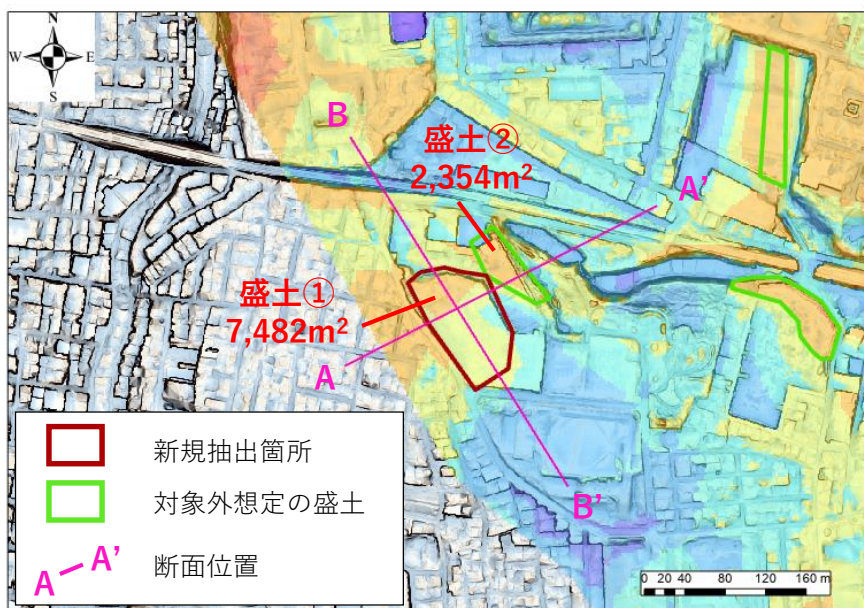 N
W
E
S
B
盛土②
2,354m²
A'
盛土①
7,482m²
A
B'
新規抽出箇所
対象外想定の盛土
A A' 断面位置
0 20 40 80 120 160 m